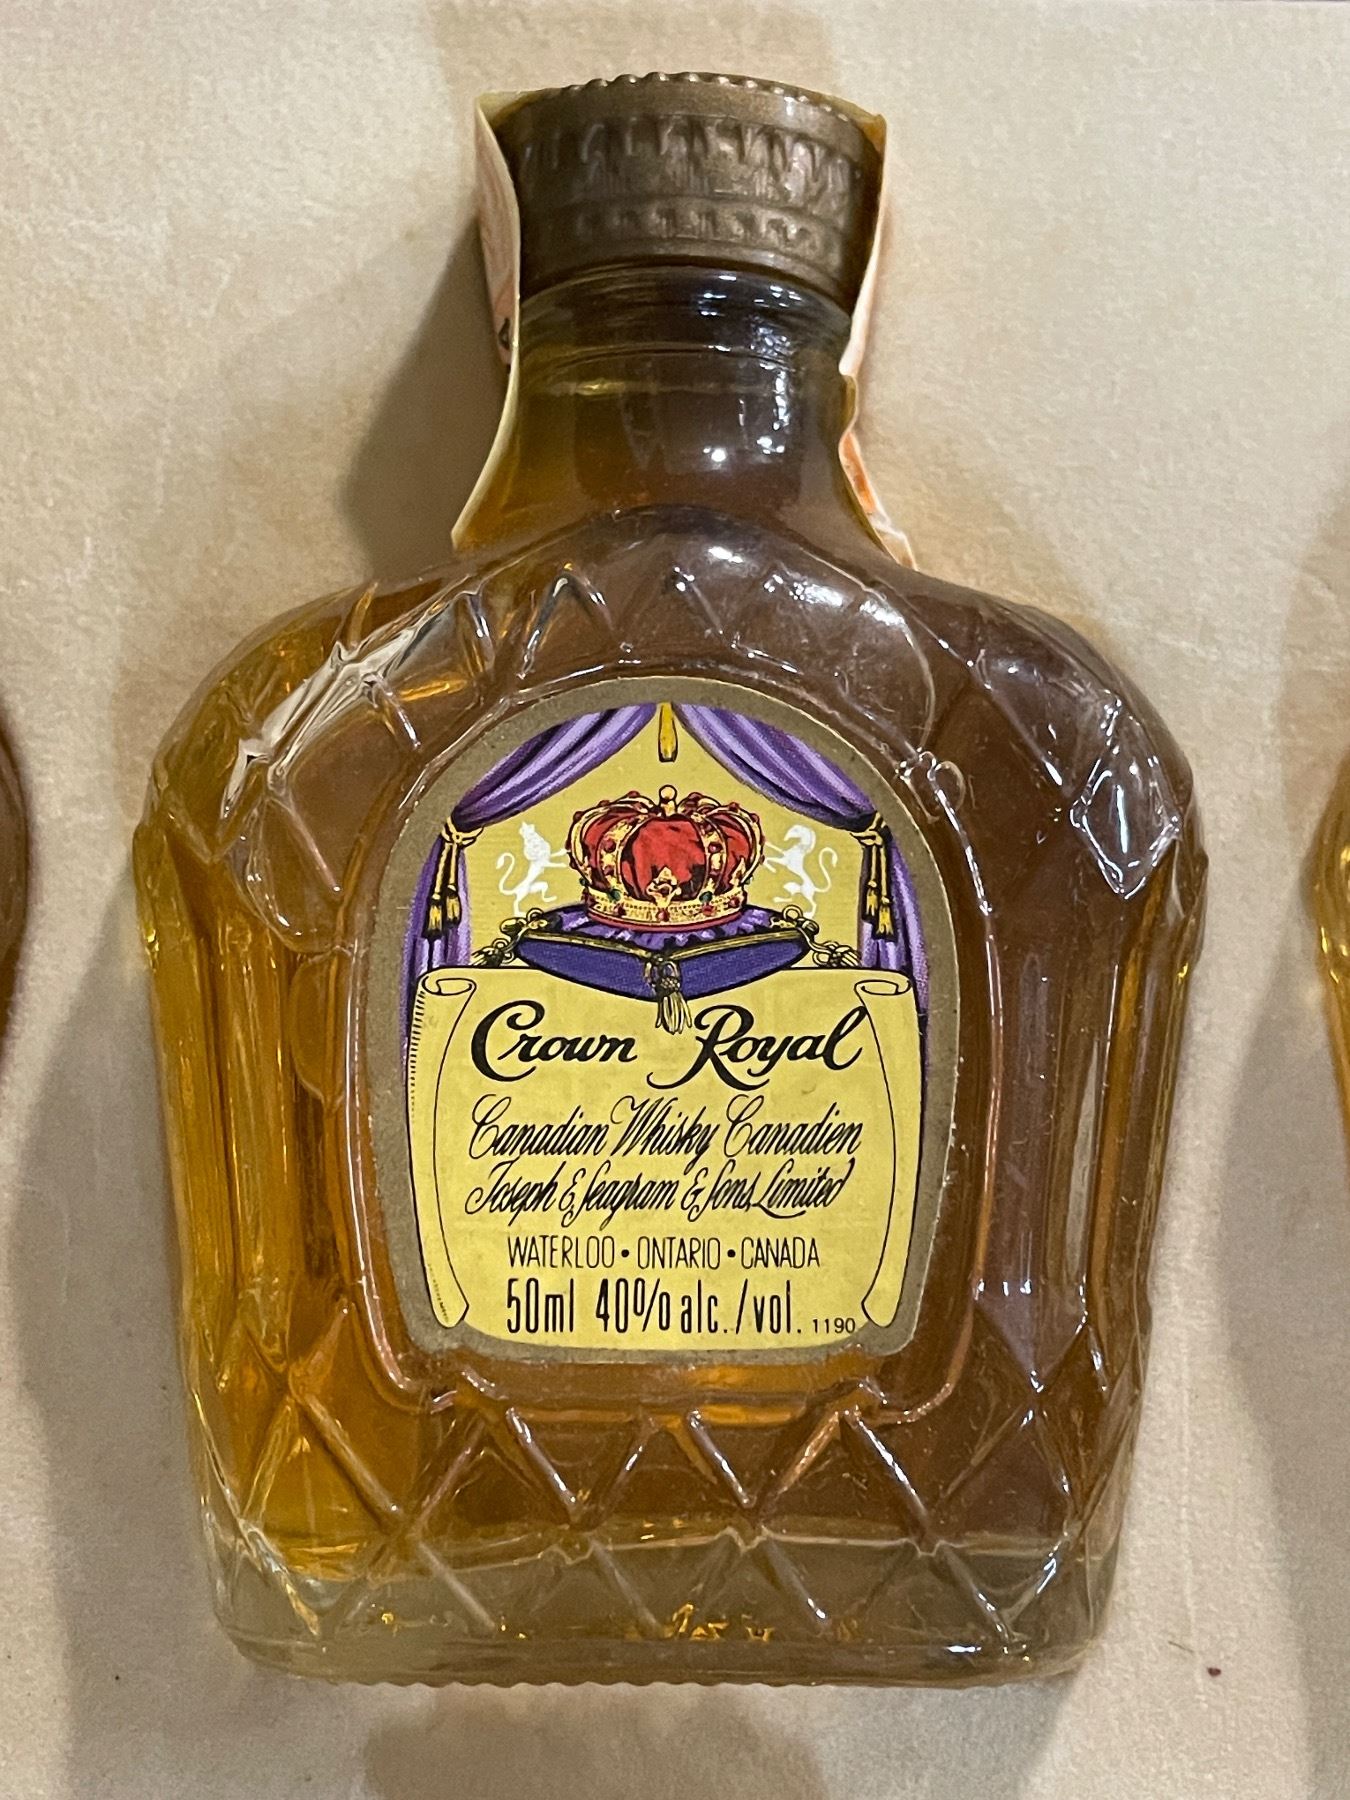 Crown Royal
Canadian Whisky Canadien
Joseph E. Seagram & Sons, Limited
WATERLOO • ONTARIO • CANADA
50ml 40% alc./vol. 1190